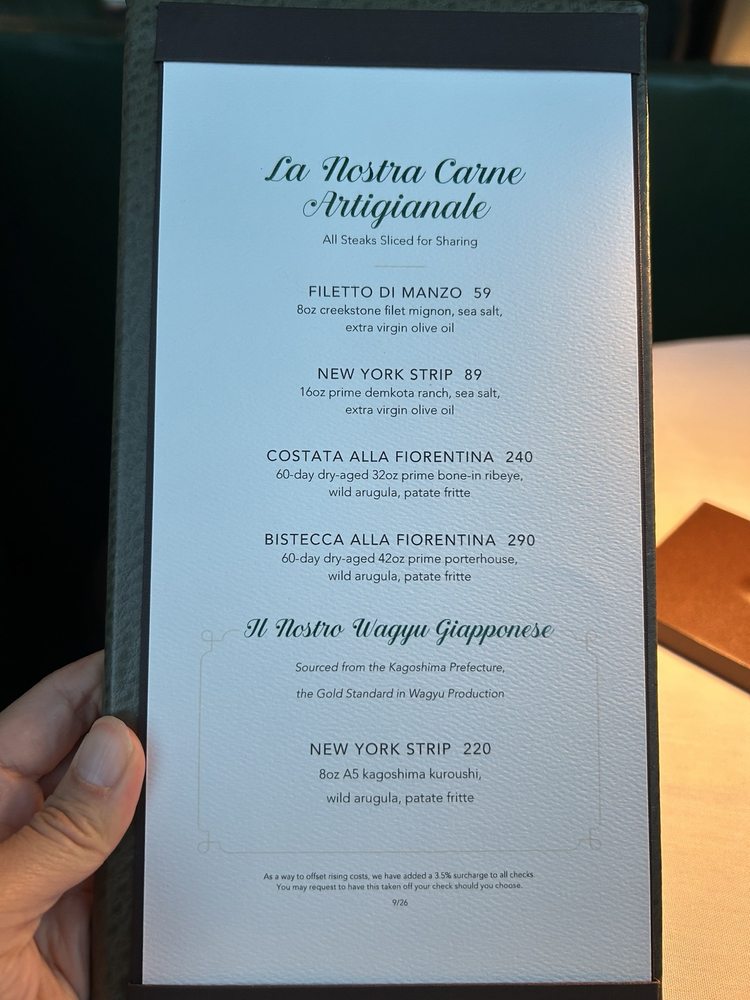 La Nostra Carne
Artigianale
All Steaks Sliced for Sharing
FILETTO DI MANZO 59
8oz creekstone filet mignon, sea salt,
extra virgin olive oil
NEW YORK STRIP 89
16oz prime demkota ranch, sea salt,
extra virgin olive oil
COSTATA ALLA FIORENTINA 240
60-day dry-aged 32oz prime bone-in ribeye,
wild arugula, patate fritte
BISTECCA ALLA FIORENTINA 290
60-day dry-aged 42oz prime porterhouse,
wild arugula, patate fritte
Il Nostro Wagyu Giapponese
Sourced from the Kagoshima Prefecture,
the Gold Standard in Wagyu Production
NEW YORK STRIP 220
8oz A5 kagoshima kuroushi,
wild arugula, patate fritte
As a way to offset rising costs, we have added a 3.5% surcharge to all checks.
You may request to have this taken off your check should you choose.
9/26